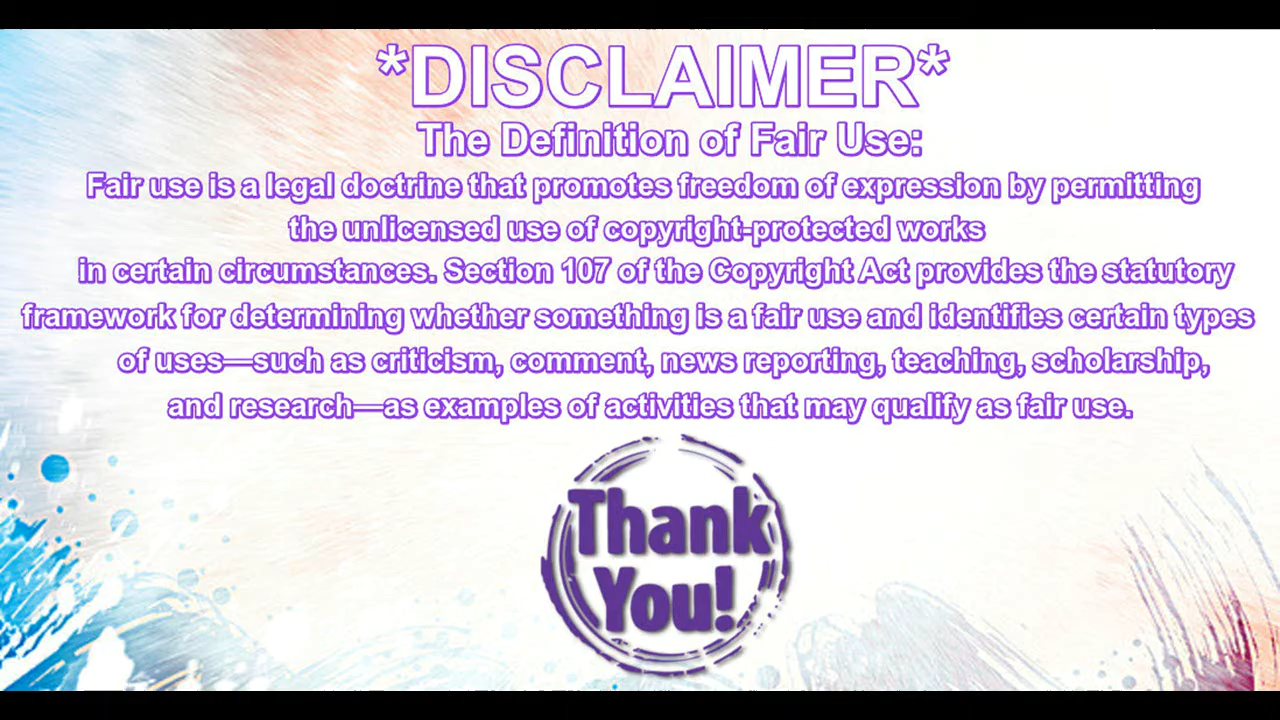 *DISCLAIMER*
The Definition of Fair Use:
Fair use is a legal doctrine that promotes freedom of expression by permitting
the unlicensed use of copyright-protected works
in certain circumstances. Section 107 of the Copyright Act provides the statutory
framework for determining whether something is a fair use and identifies certain types
of uses—such as criticism, comment, news reporting, teaching, scholarship,
and research—as examples of activities that may qualify as fair use.
Thank
You!